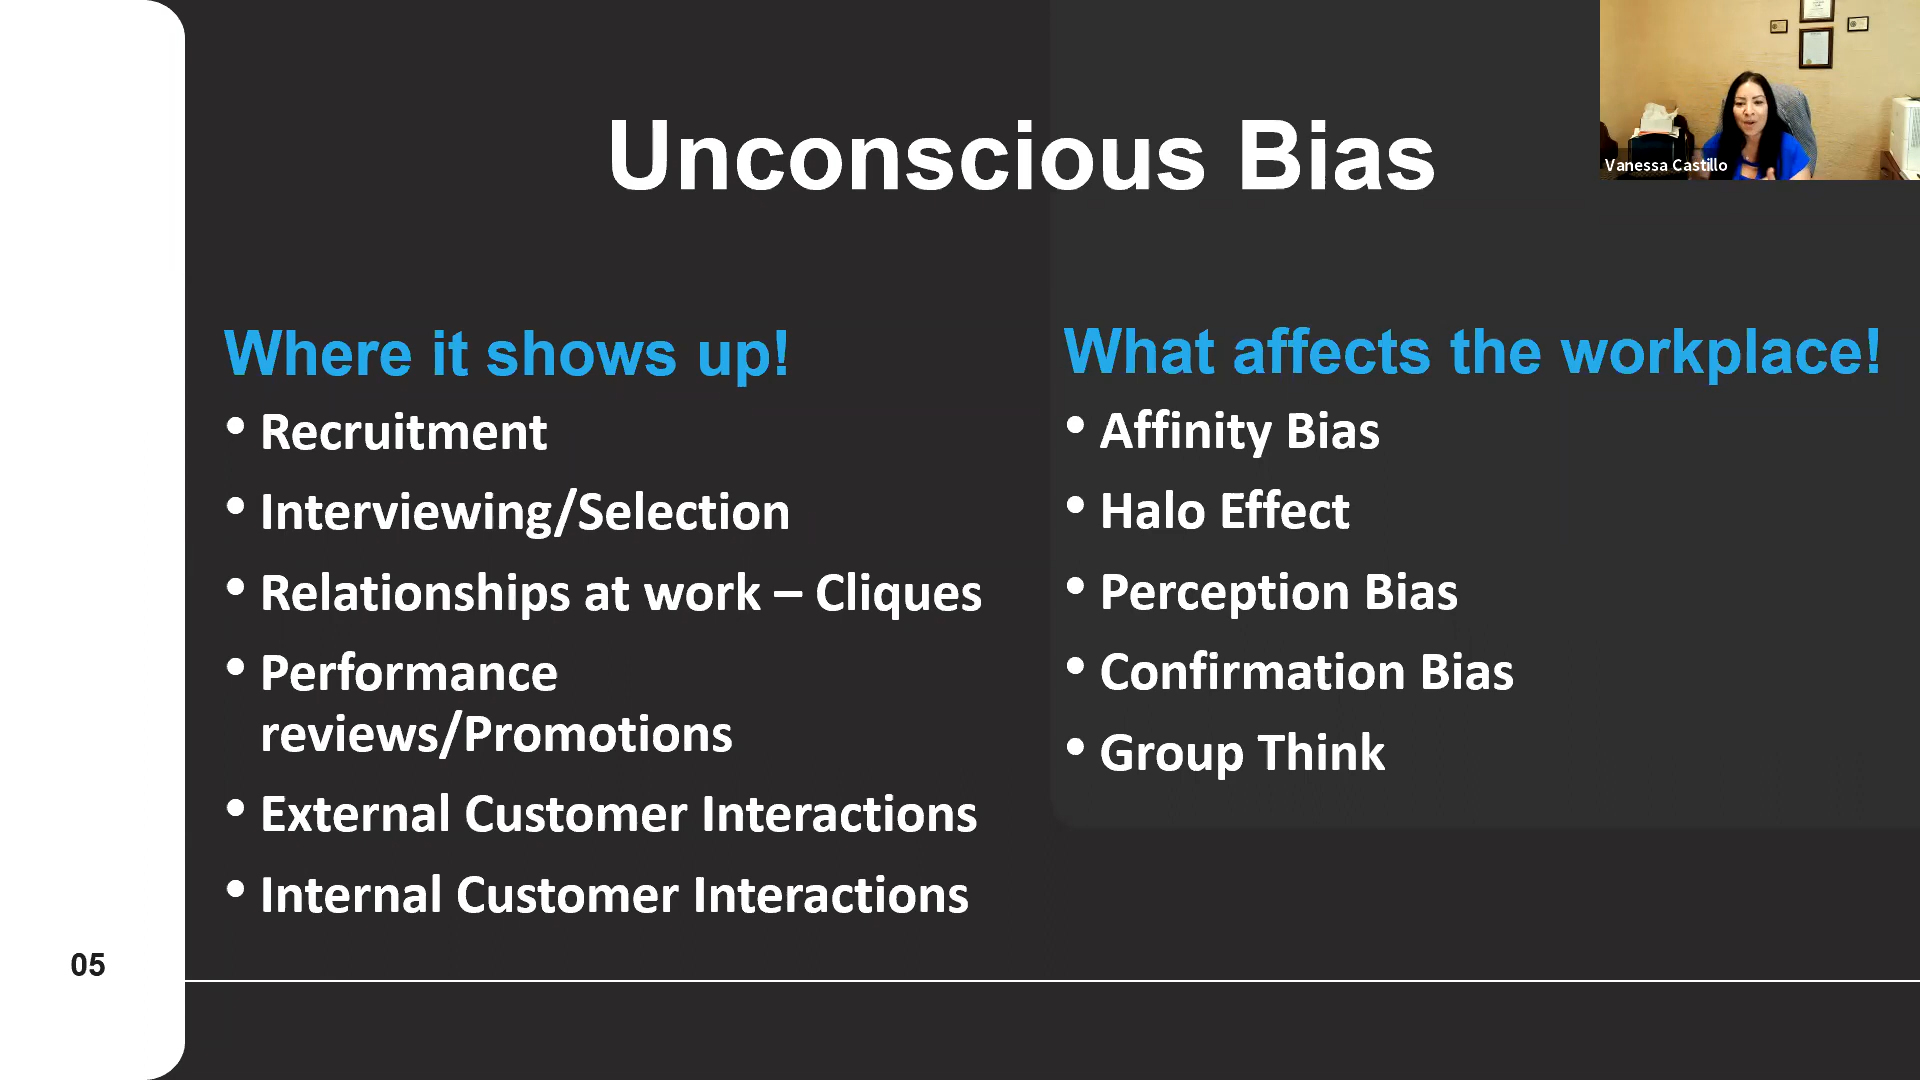 Unconscious Bias
Vanessa Castillo
Where it shows up!
• Recruitment
• Interviewing/Selection
• Relationships at work – Cliques
• Performance
reviews/Promotions
• External Customer Interactions
• Internal Customer Interactions
What affects the workplace!
• Affinity Bias
• Halo Effect
• Perception Bias
• Confirmation Bias
• Group Think
05